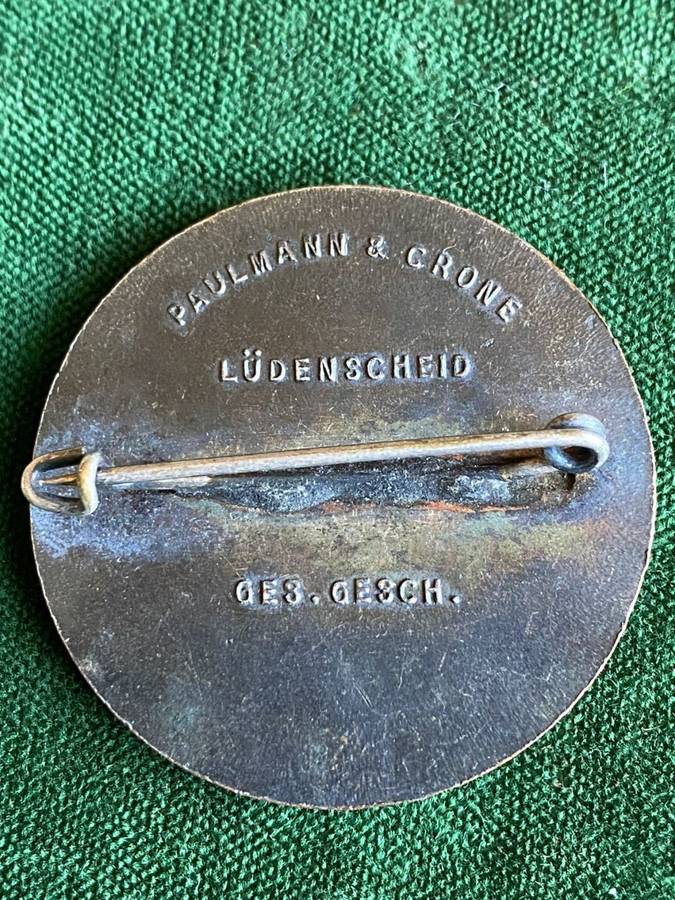 PAULMANN & CRONE
LÜDENSCHEID
GES. GESCH.